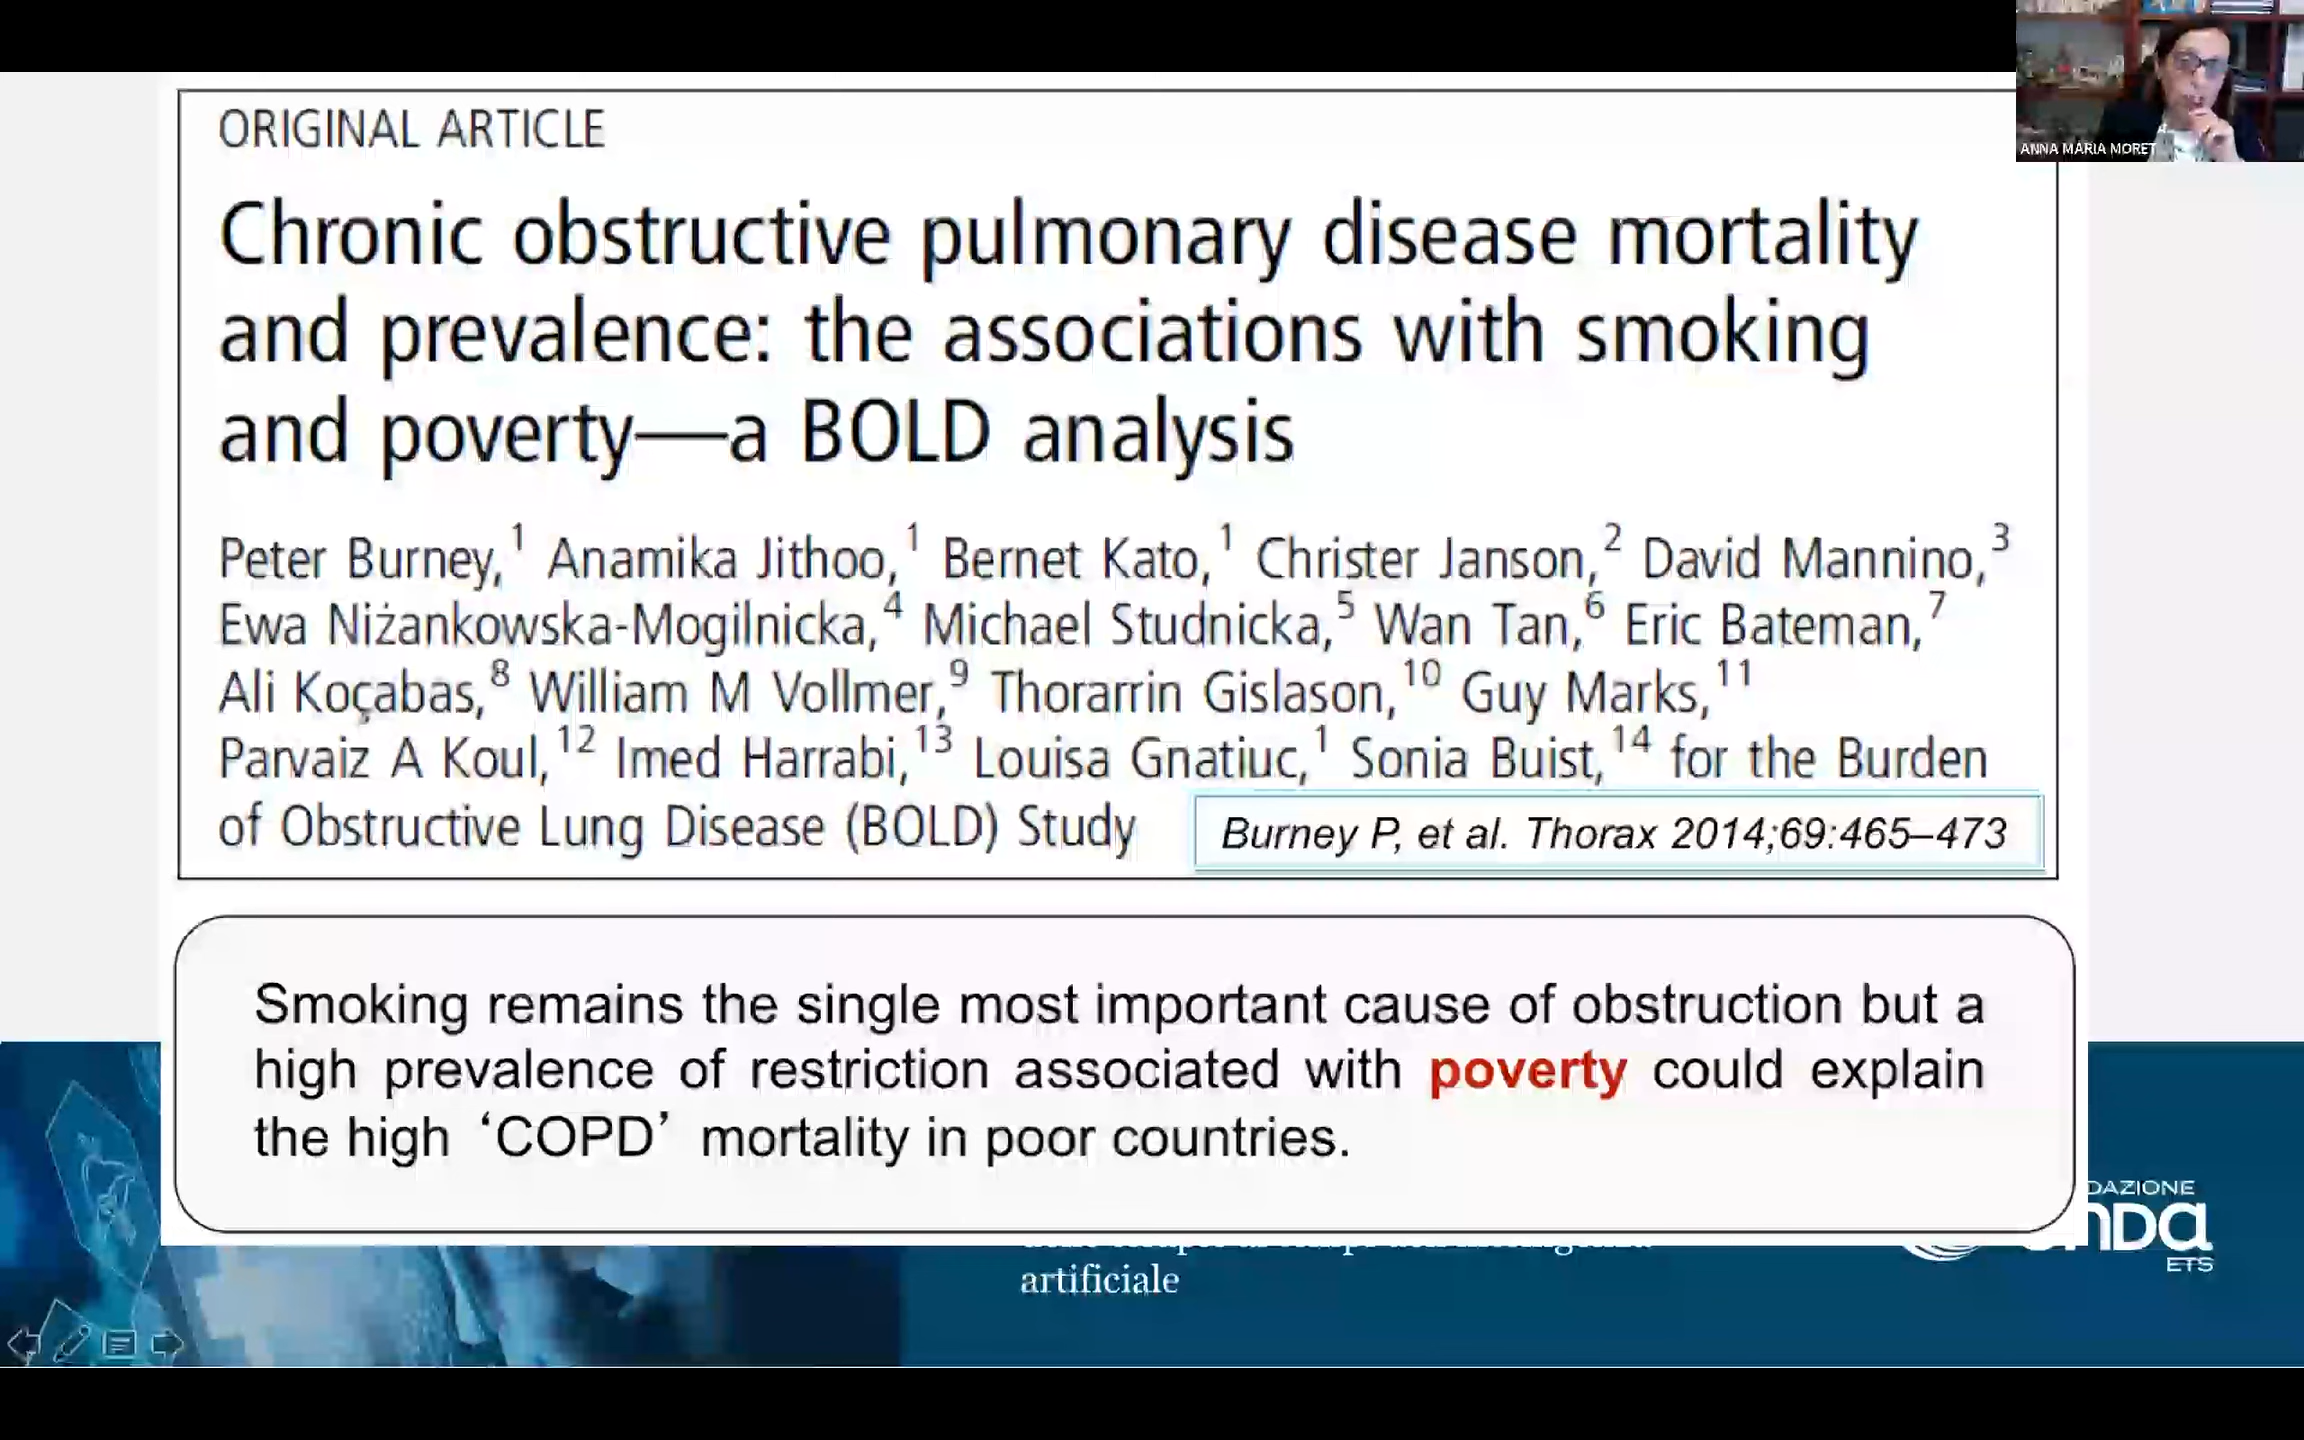 ORIGINAL ARTICLE
Chronic obstructive pulmonary disease mortality
and prevalence: the associations with smoking
and poverty—a BOLD analysis
Peter Burney,1 Anamika Jithoo,1 Bernet Kato,1 Christer Janson,2 David Mannino,3
Ewa Niżankowska-Mogilnicka,4 Michael Studnicka,5 Wan Tan,6 Eric Bateman,7
Ali Koçabas,8 William M Vollmer,9 Thorarrin Gislason,10 Guy Marks,11
Parvaiz A Koul,12 Imed Harrabi,13 Louisa Gnatiuc,1 Sonia Buist,14 for the Burden
of Obstructive Lung Disease (BOLD) Study
Burney P, et al. Thorax 2014;69:465–473
Smoking remains the single most important cause of obstruction but a
high prevalence of restriction associated with poverty could explain
the high ‘COPD’ mortality in poor countries.
artificiale
DAZIONE
ETS
ANNA MARIA MORET